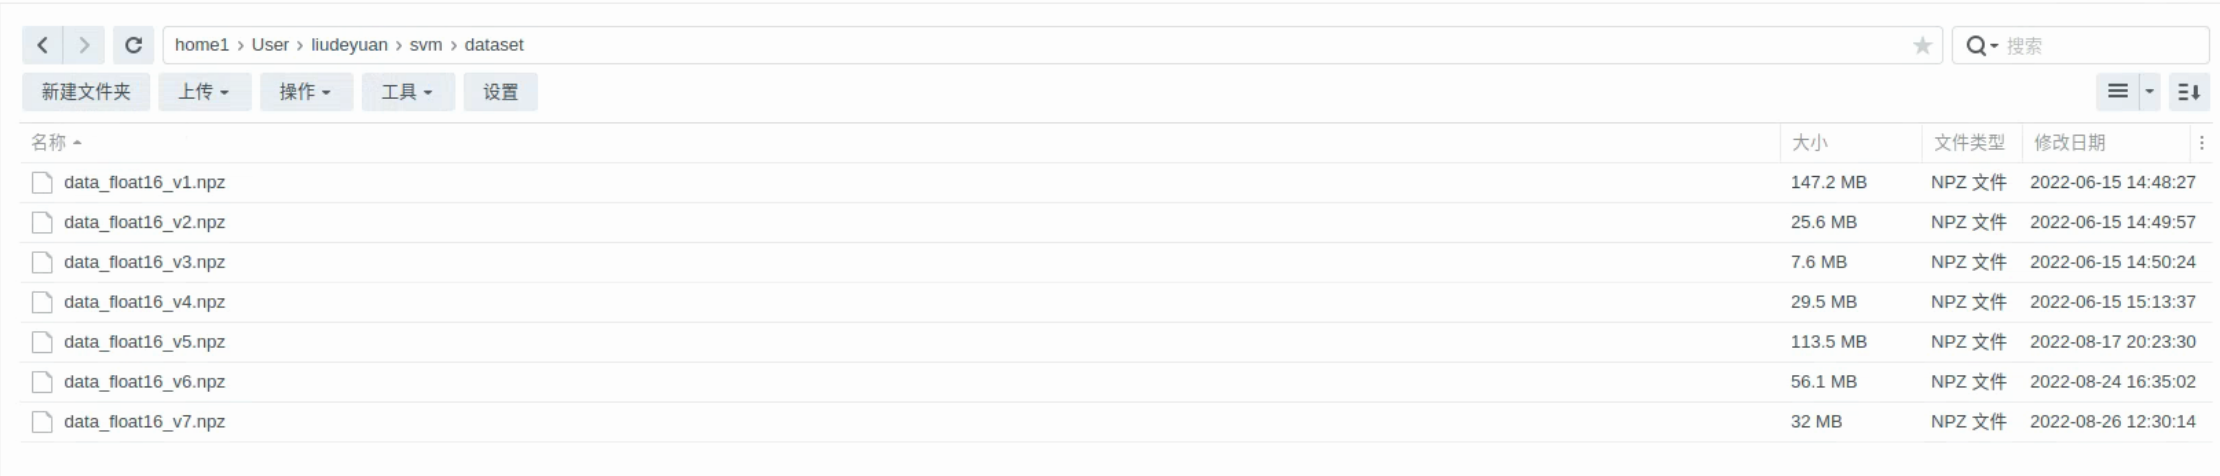 home1 › User › liudeyuan › svm › dataset 搜索
新建文件夹 上传 操作 工具 设置
名称 大小 文件类型 修改日期
data_float16_v1.npz 147.2 MB NPZ 文件 2022-06-15 14:48:27
data_float16_v2.npz 25.6 MB NPZ 文件 2022-06-15 14:49:57
data_float16_v3.npz 7.6 MB NPZ 文件 2022-06-15 14:50:24
data_float16_v4.npz 29.5 MB NPZ 文件 2022-06-15 15:13:37
data_float16_v5.npz 113.5 MB NPZ 文件 2022-08-17 20:23:30
data_float16_v6.npz 56.1 MB NPZ 文件 2022-08-24 16:35:02
data_float16_v7.npz 32 MB NPZ 文件 2022-08-26 12:30:14